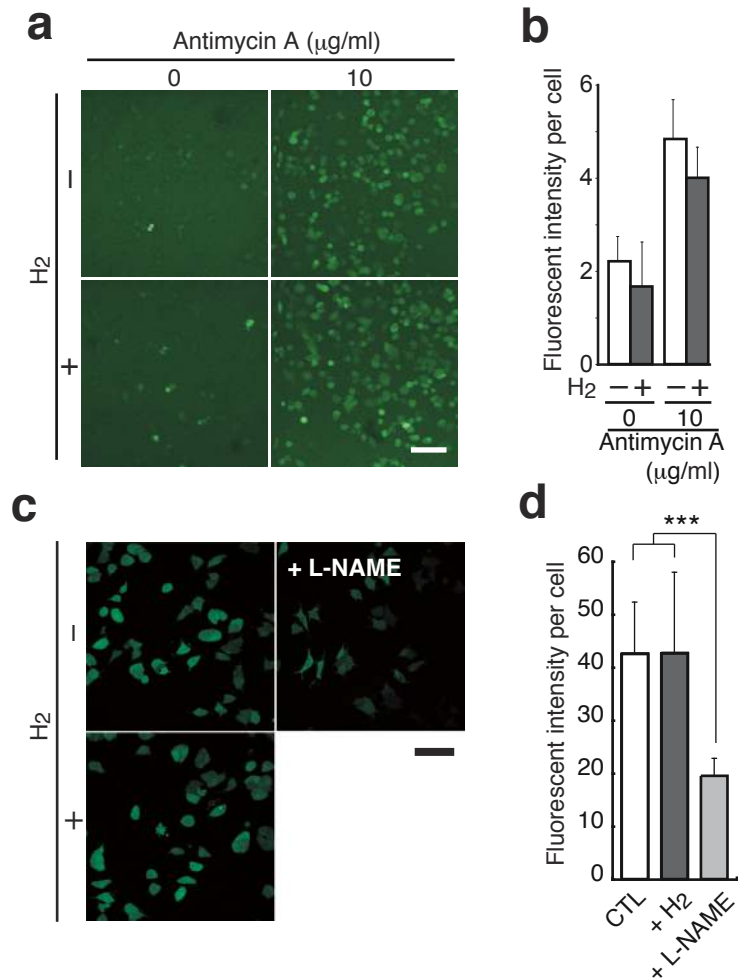 a
Antimycin A (μg/ml)
0 10
H2
−
+
b
Fluorescent intensity per cell
6
4
2
0
H2 − + − +
0 10
Antimycin A
(μg/ml)
c
H2
−
+
+ L-NAME
d
***
Fluorescent intensity per cell
60
50
40
30
20
10
0
CTL
+ H2
+ L-NAME